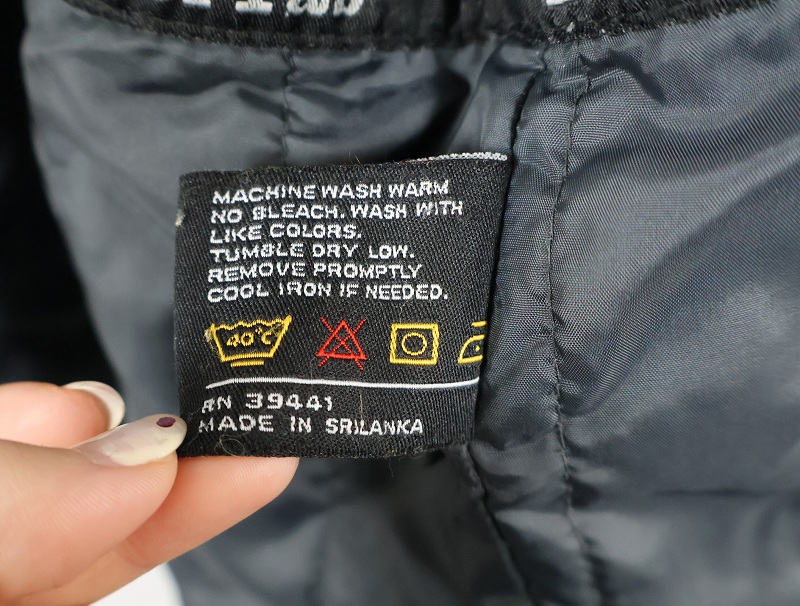 MACHINE WASH WARM
NO BLEACH. WASH WITH
LIKE COLORS.
TUMBLE DRY LOW.
REMOVE PROMPTLY
COOL IRON IF NEEDED.
40°C
RN 39441
MADE IN SRILANKA